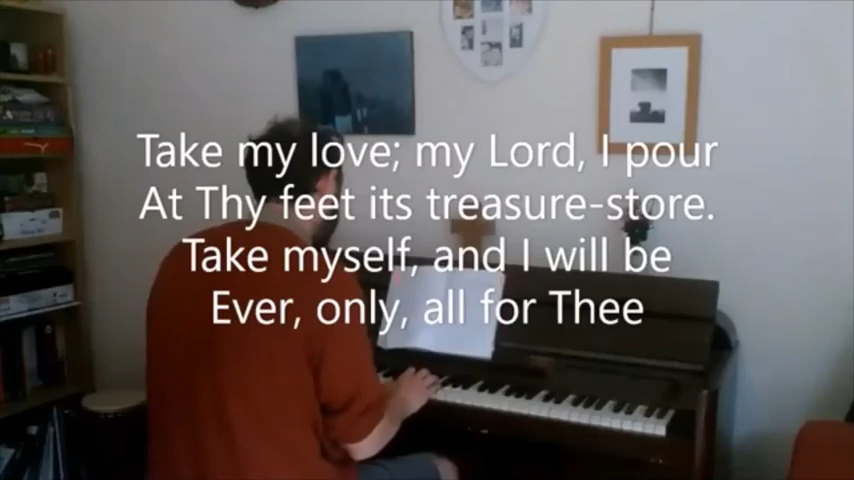 Take my love; my Lord, I pour
At Thy feet its treasure-store.
Take myself, and I will be
Ever, only, all for Thee